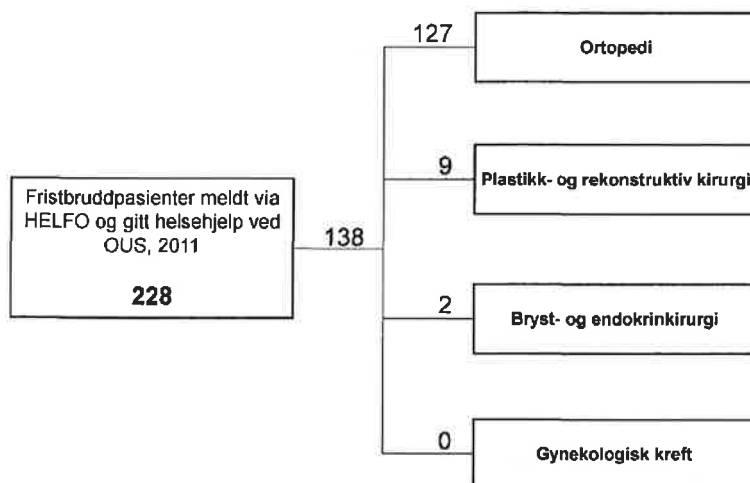 Fristbruddpasienter meldt via
HELFO og gitt helsehjelp ved
OUS, 2011
228
138
127
Ortopedi
9
Plastikk- og rekonstruktiv kirurgi
2
Bryst- og endokrinkirurgi
0
Gynekologisk kreft